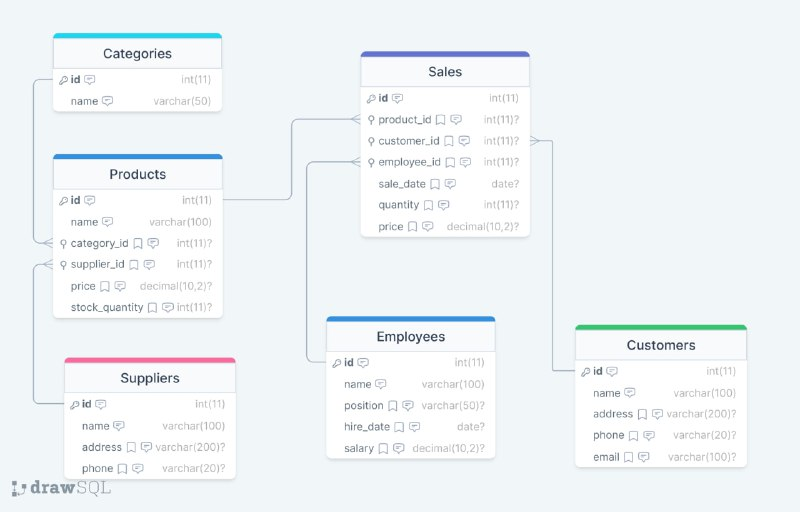 Categories
id int(11)
name varchar(50)
Products
id int(11)
name varchar(100)
category_id int(11)?
supplier_id int(11)?
price decimal(10,2)?
stock_quantity int(11)?
Suppliers
id int(11)
name varchar(100)
address varchar(200)?
phone varchar(20)?
Sales
id int(11)
product_id int(11)?
customer_id int(11)?
employee_id int(11)?
sale_date date?
quantity int(11)?
price decimal(10,2)?
Employees
id int(11)
name varchar(100)
position varchar(50)?
hire_date date?
salary decimal(10,2)?
Customers
id int(11)
name varchar(100)
address varchar(200)?
phone varchar(20)?
email varchar(100)?
drawSQL